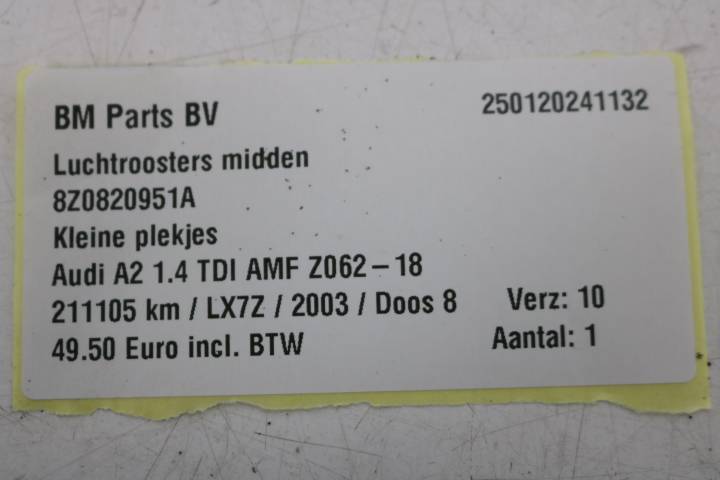 BM Parts BV 250120241132
Luchtroosters midden
8Z0820951A
Kleine plekjes
Audi A2 1.4 TDI AMF Z062-18
211105 km / LX7Z / 2003 / Doos 8 Verz: 10
49.50 Euro incl. BTW Aantal: 1